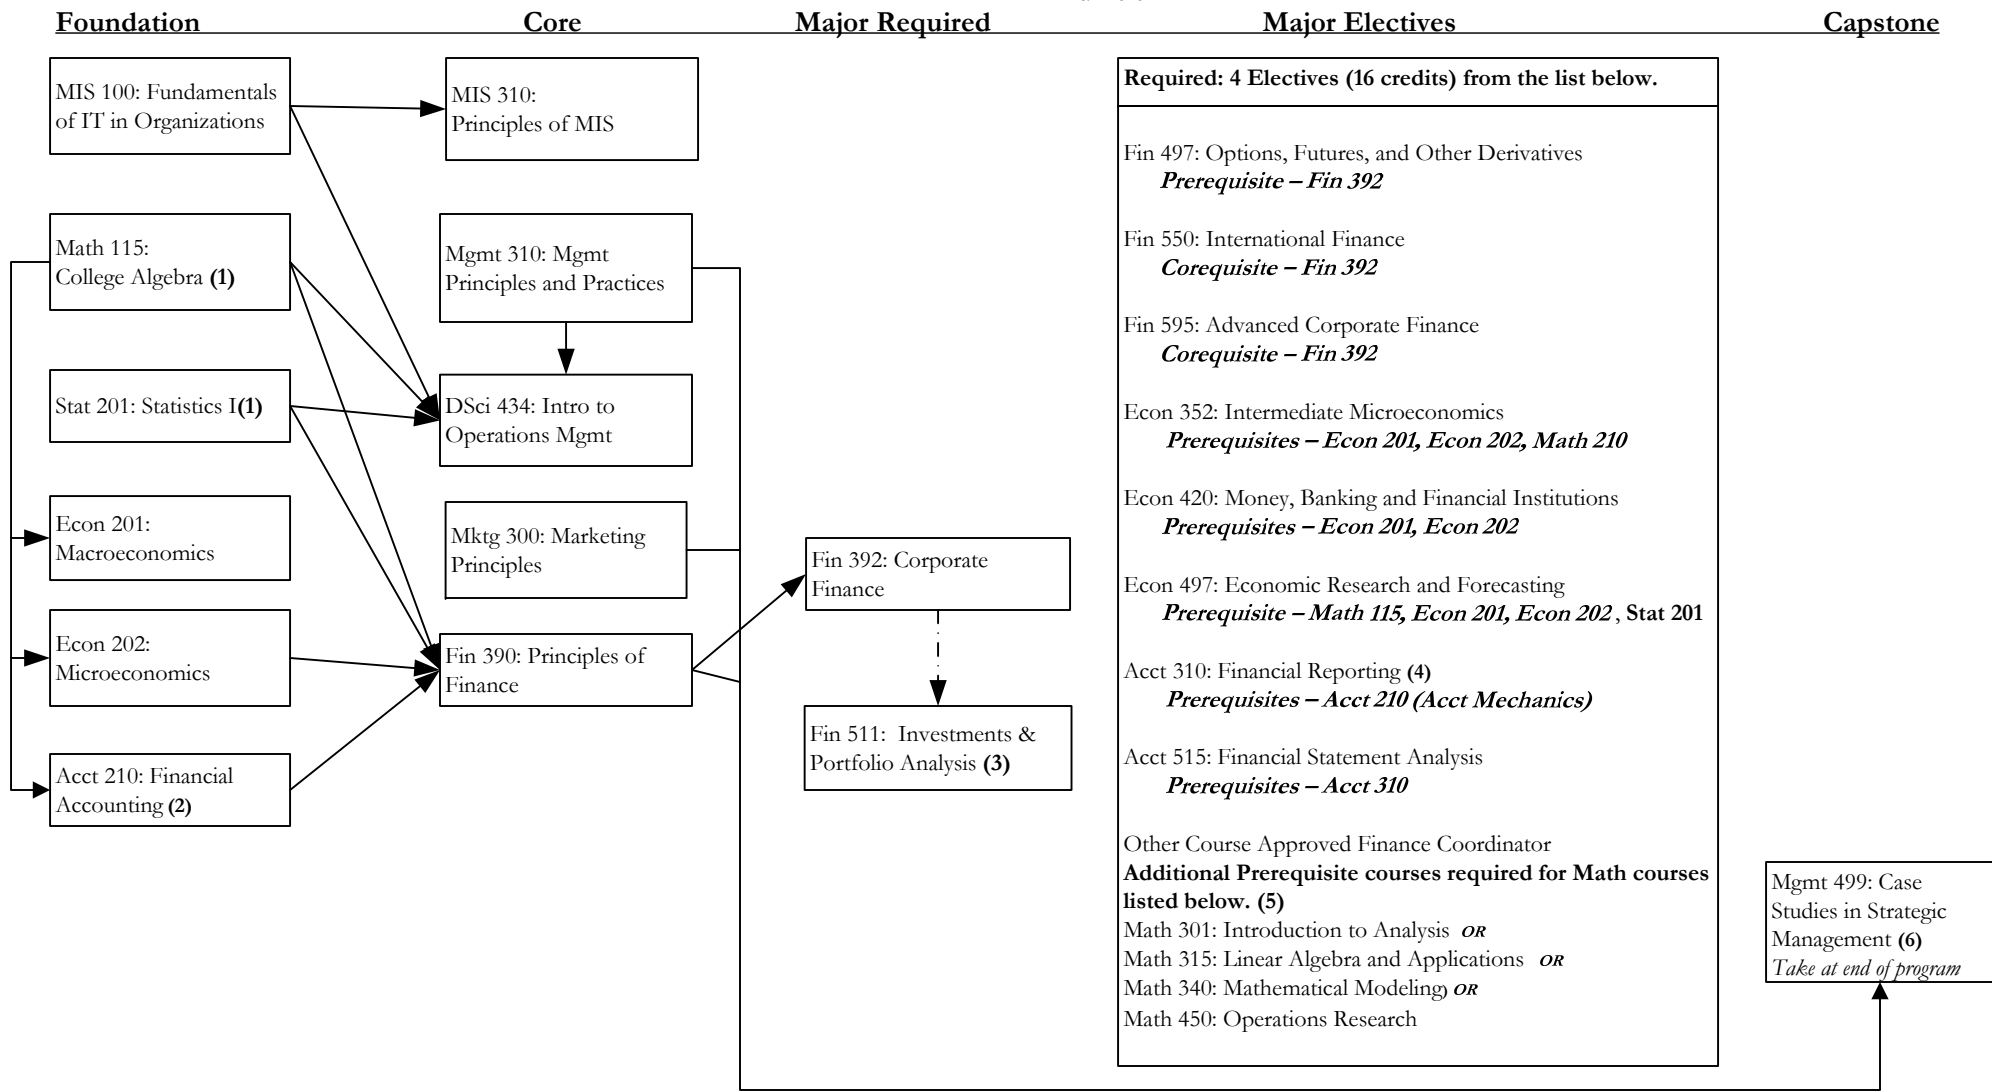 Foundation
Core
Major Required
Major Electives
Capstone
MIS 100: Fundamentals
of IT in Organizations
Math 115:
College Algebra (1)
Stat 201: Statistics I(1)
Econ 201:
Macroeconomics
Econ 202:
Microeconomics
Acct 210: Financial
Accounting (2)
MIS 310:
Principles of MIS
Mgmt 310: Mgmt
Principles and Practices
DSci 434: Intro to
Operations Mgmt
Mktg 300: Marketing
Principles
Fin 390: Principles of
Finance
Fin 392: Corporate
Finance
Fin 511: Investments &
Portfolio Analysis (3)
Required: 4 Electives (16 credits) from the list below.
Fin 497: Options, Futures, and Other Derivatives
Prerequisite – Fin 392
Fin 550: International Finance
Corequisite – Fin 392
Fin 595: Advanced Corporate Finance
Corequisite – Fin 392
Econ 352: Intermediate Microeconomics
Prerequisites – Econ 201, Econ 202, Math 210
Econ 420: Money, Banking and Financial Institutions
Prerequisites – Econ 201, Econ 202
Econ 497: Economic Research and Forecasting
Prerequisite – Math 115, Econ 201, Econ 202 , Stat 201
Acct 310: Financial Reporting (4)
Prerequisites – Acct 210 (Acct Mechanics)
Acct 515: Financial Statement Analysis
Prerequisites – Acct 310
Other Course Approved Finance Coordinator
Additional Prerequisite courses required for Math courses
listed below. (5)
Math 301: Introduction to Analysis OR
Math 315: Linear Algebra and Applications OR
Math 340: Mathematical Modeling) OR
Math 450: Operations Research
Mgmt 499: Case
Studies in Strategic
Management (6)
Take at end of program